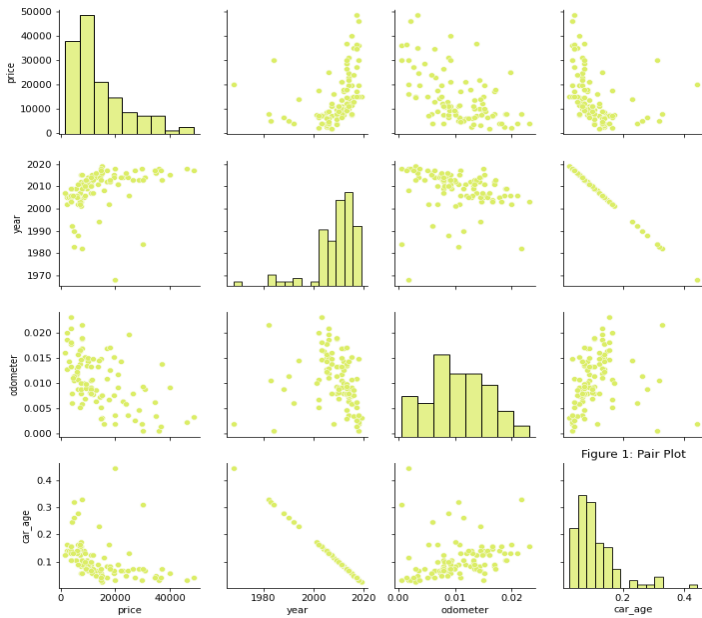 50000
40000
30000
20000
10000
0
price
2020
2010
2000
1990
1980
1970
year
0.020
0.015
0.010
0.005
0.000
odometer
Figure 1: Pair Plot
0.4
0.3
0.2
0.1
car_age
0 20000 40000
1980 2000 2020
0.00 0.01 0.02
0.2 0.4
price year odometer car_age